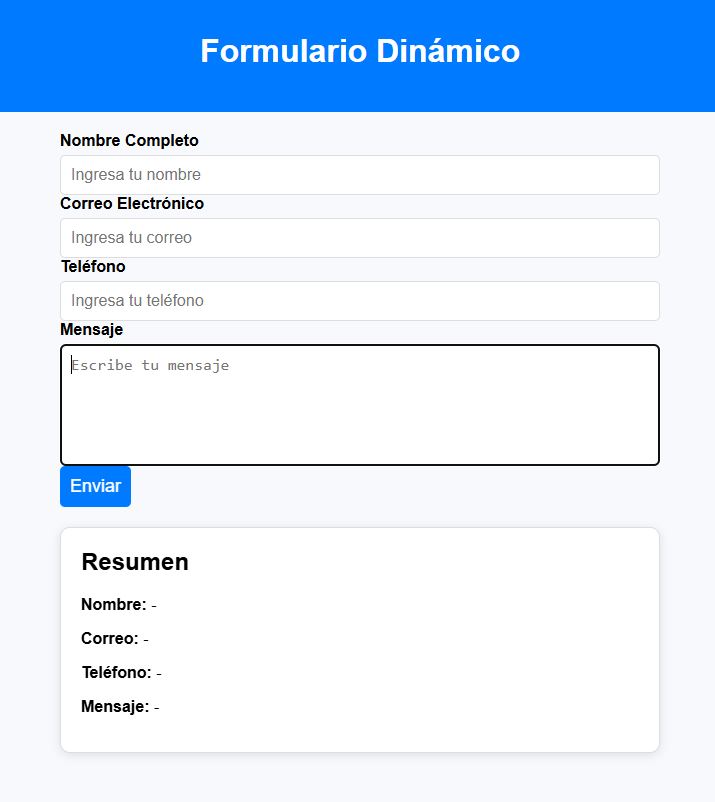 Formulario Dinámico
Nombre Completo
Ingresa tu nombre
Correo Electrónico
Ingresa tu correo
Teléfono
Ingresa tu teléfono
Mensaje
Escribe tu mensaje
Enviar
Resumen
Nombre: -
Correo: -
Teléfono: -
Mensaje: -